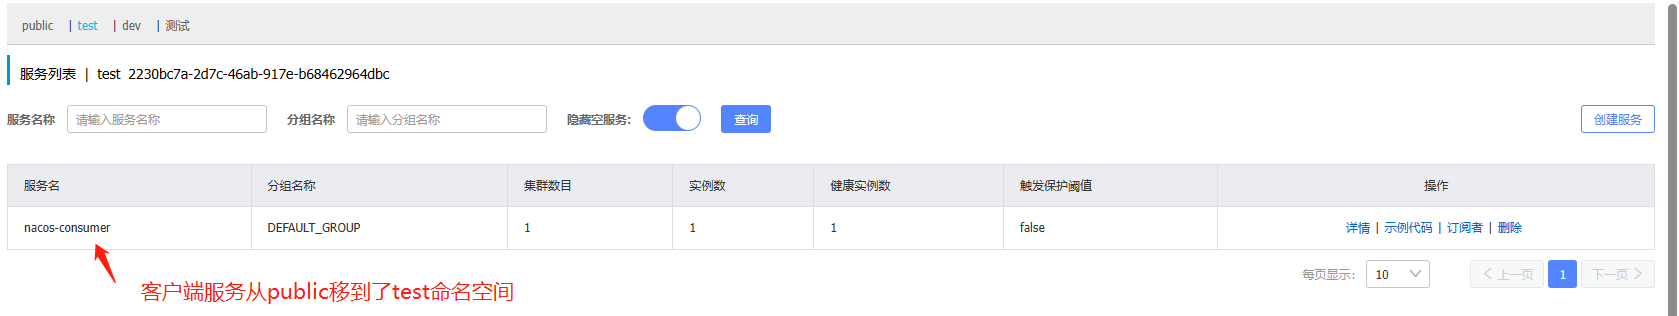 public | test | dev | 测试
服务列表 | test 2230bc7a-2d7c-46ab-917e-b68462964dbc
服务名称 请输入服务名称 分组名称 请输入分组名称 隐藏空服务: 查询 创建服务
服务名 分组名称 集群数目 实例数 健康实例数 触发保护阈值 操作
nacos-consumer DEFAULT_GROUP 1 1 1 false 详情 | 示例代码 | 订阅者 | 删除
每页显示: 10 < 上一页 1 下一页 >
客户端服务从public移到了test命名空间